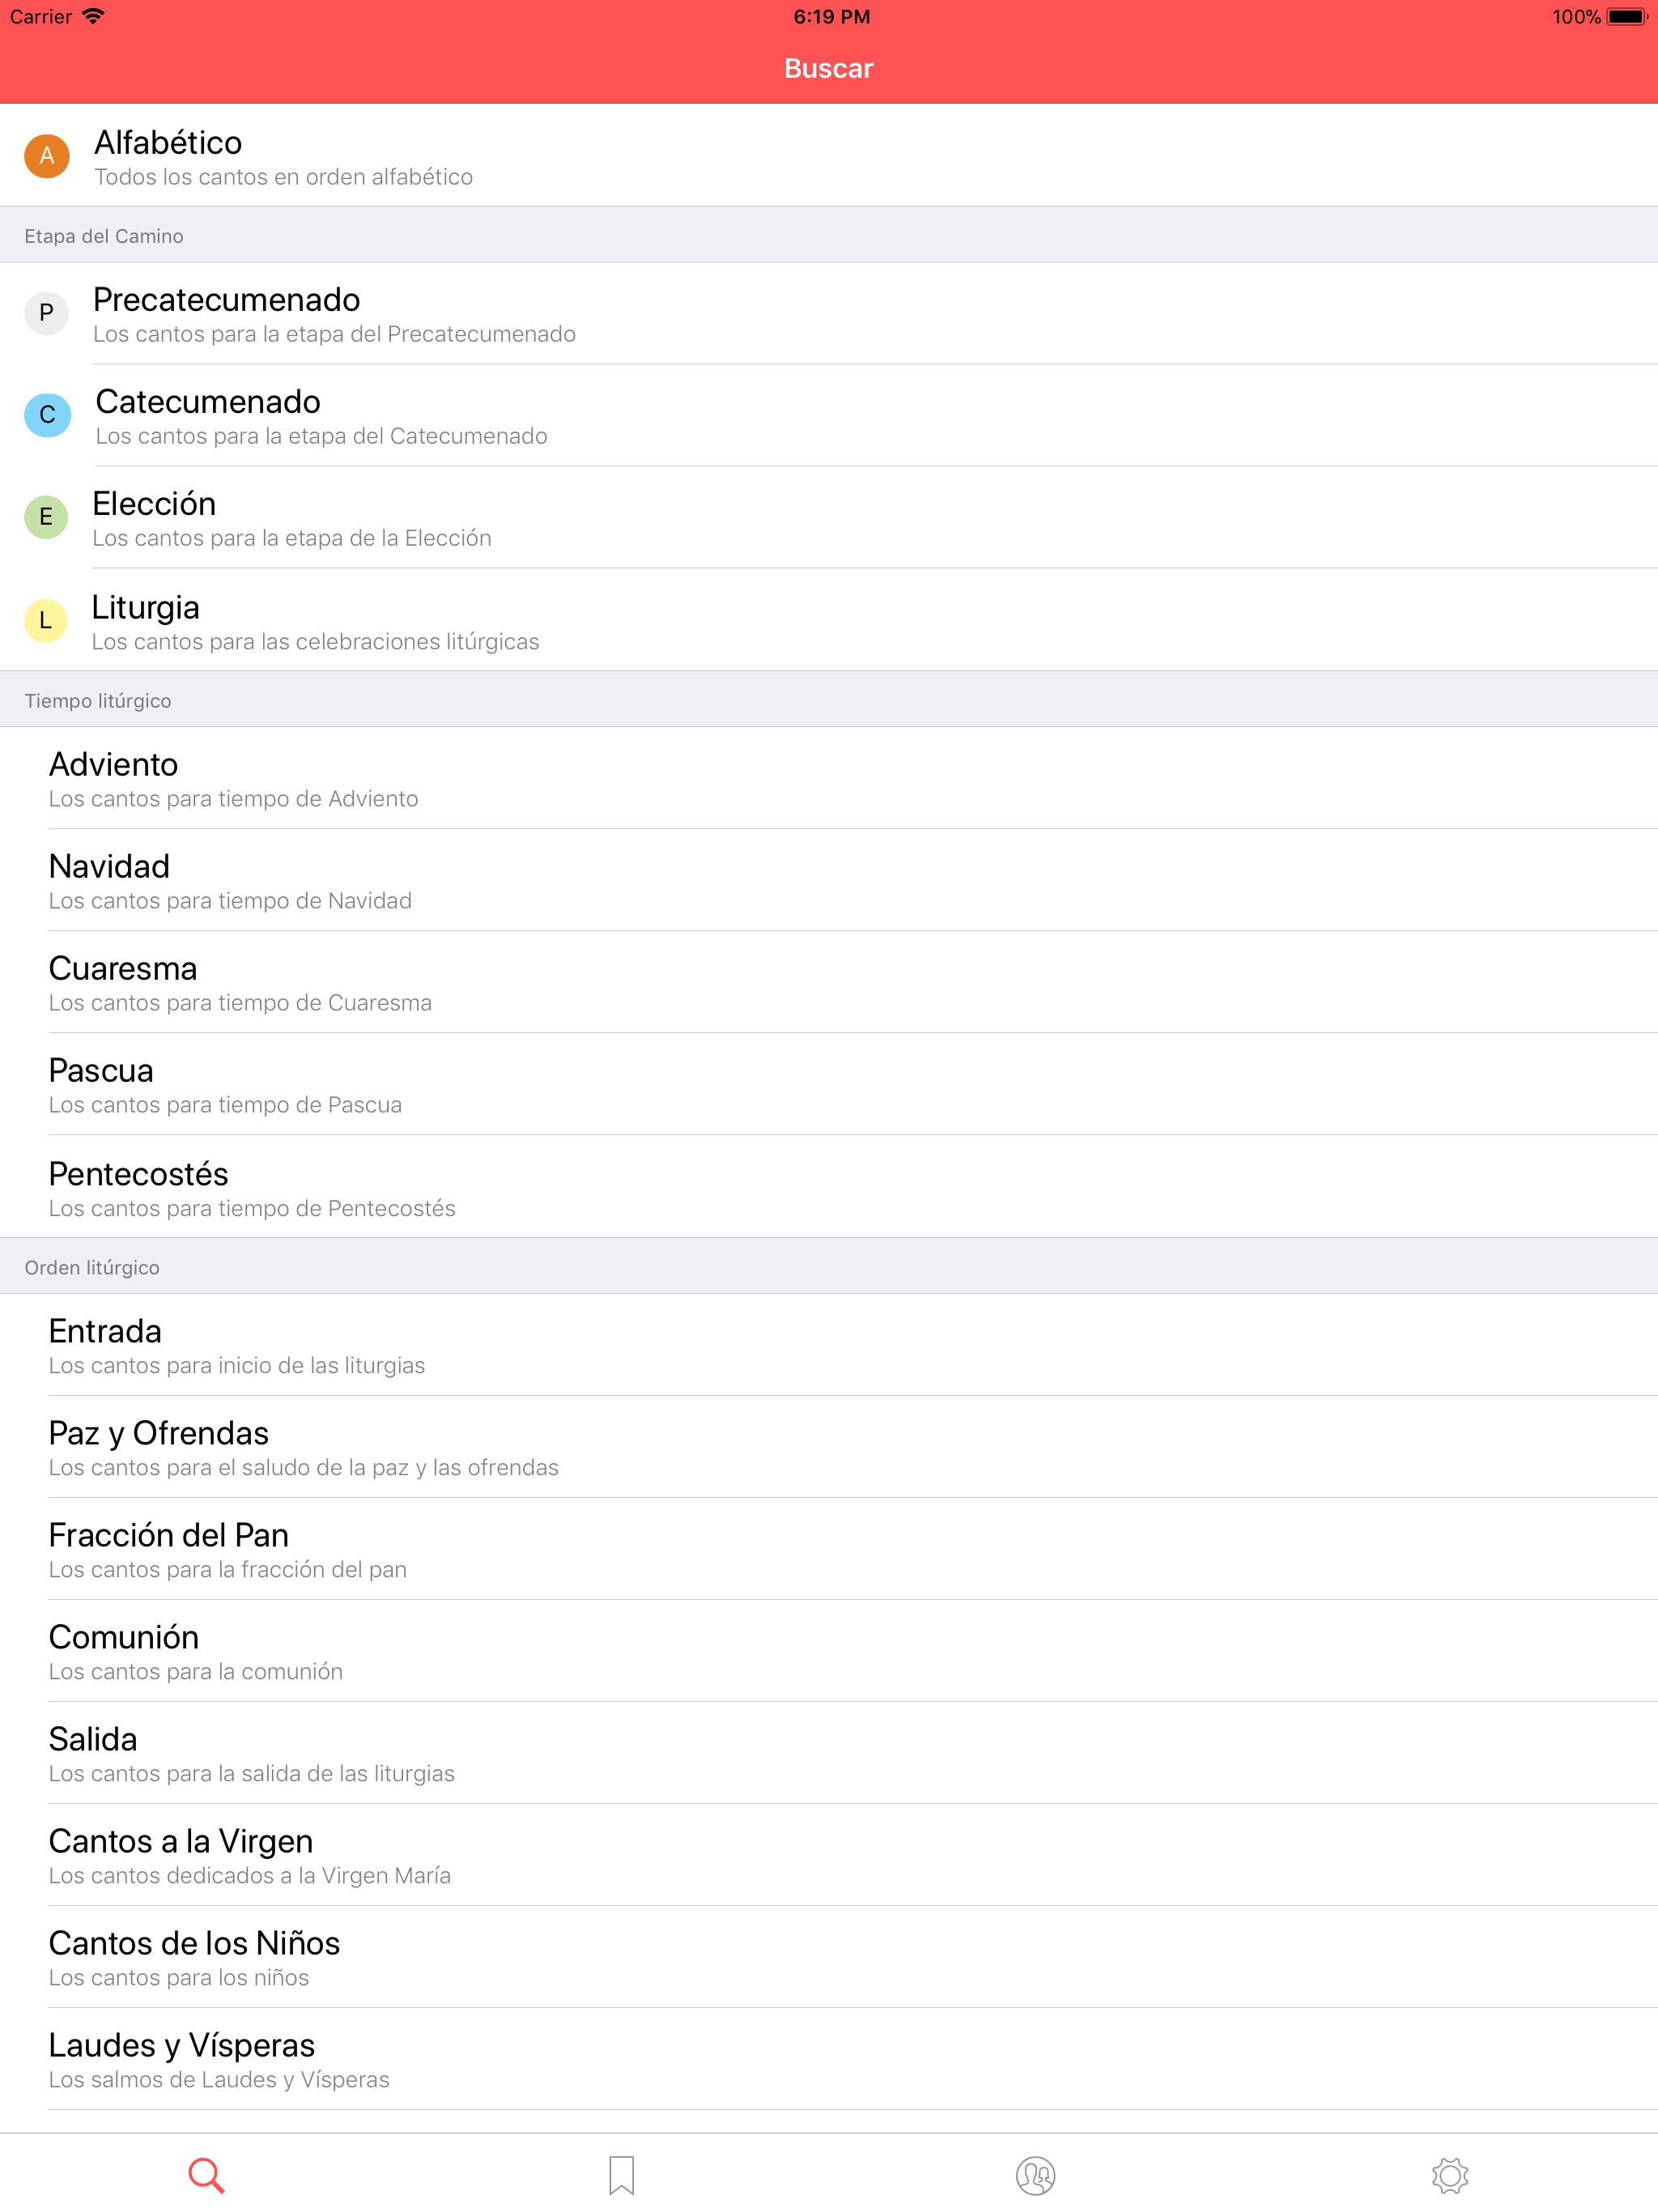 Carrier 6:19 PM 100%
Buscar
A
Alfabético
Todos los cantos en orden alfabético
Etapa del Camino
P
Precatecumenado
Los cantos para la etapa del Precatecumenado
C
Catecumenado
Los cantos para la etapa del Catecumenado
E
Elección
Los cantos para la etapa de la Elección
L
Liturgia
Los cantos para las celebraciones litúrgicas
Tiempo litúrgico
Adviento
Los cantos para tiempo de Adviento
Navidad
Los cantos para tiempo de Navidad
Cuaresma
Los cantos para tiempo de Cuaresma
Pascua
Los cantos para tiempo de Pascua
Pentecostés
Los cantos para tiempo de Pentecostés
Orden litúrgico
Entrada
Los cantos para inicio de las liturgias
Paz y Ofrendas
Los cantos para el saludo de la paz y las ofrendas
Fracción del Pan
Los cantos para la fracción del pan
Comunión
Los cantos para la comunión
Salida
Los cantos para la salida de las liturgias
Cantos a la Virgen
Los cantos dedicados a la Virgen María
Cantos de los Niños
Los cantos para los niños
Laudes y Vísperas
Los salmos de Laudes y Vísperas